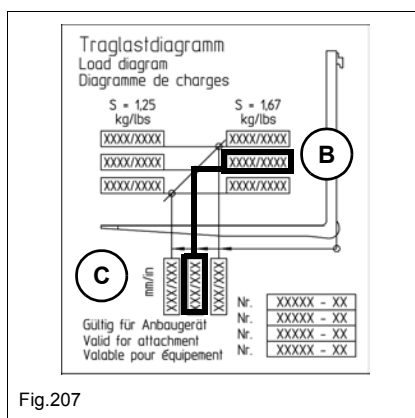 Traglastdiagramm
Load diagram
Diagramme de charges
S = 1,25
kg/lbs
S = 1,67
kg/lbs
XXXX/XXXX XXXX/XXXX
XXXX/XXXX XXXX/XXXX
XXXX/XXXX XXXX/XXXX
B
C
mm/in
XXX/XXX
XXX/XXX
XXX/XXX
Gültig für Anbaugerät
Valid for attachment
Valable pour équipement
Nr. XXXXX - XX
Nr. XXXXX - XX
Nr. XXXXX - XX
Nr. XXXXX - XX
Fig.207